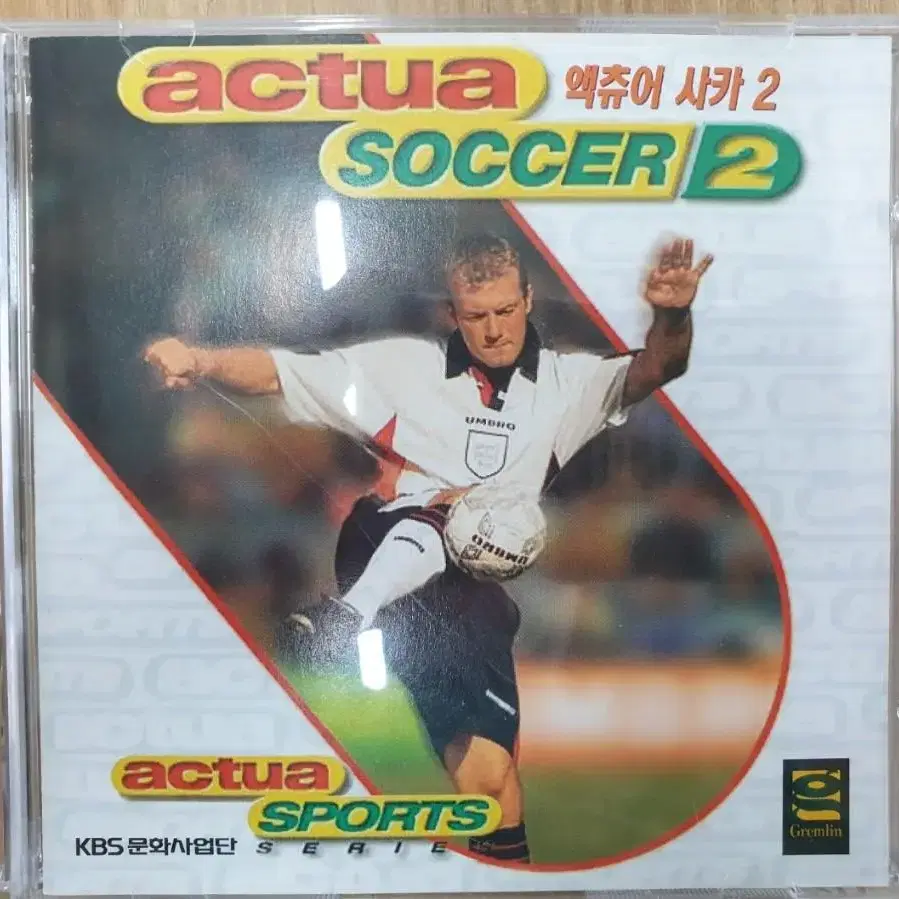 actua
액츄어 사카 2
SOCCER 2
UMBRO
UMBRO
actua
SPORTS
KBS 문화사업단
SERIE
Gremlin